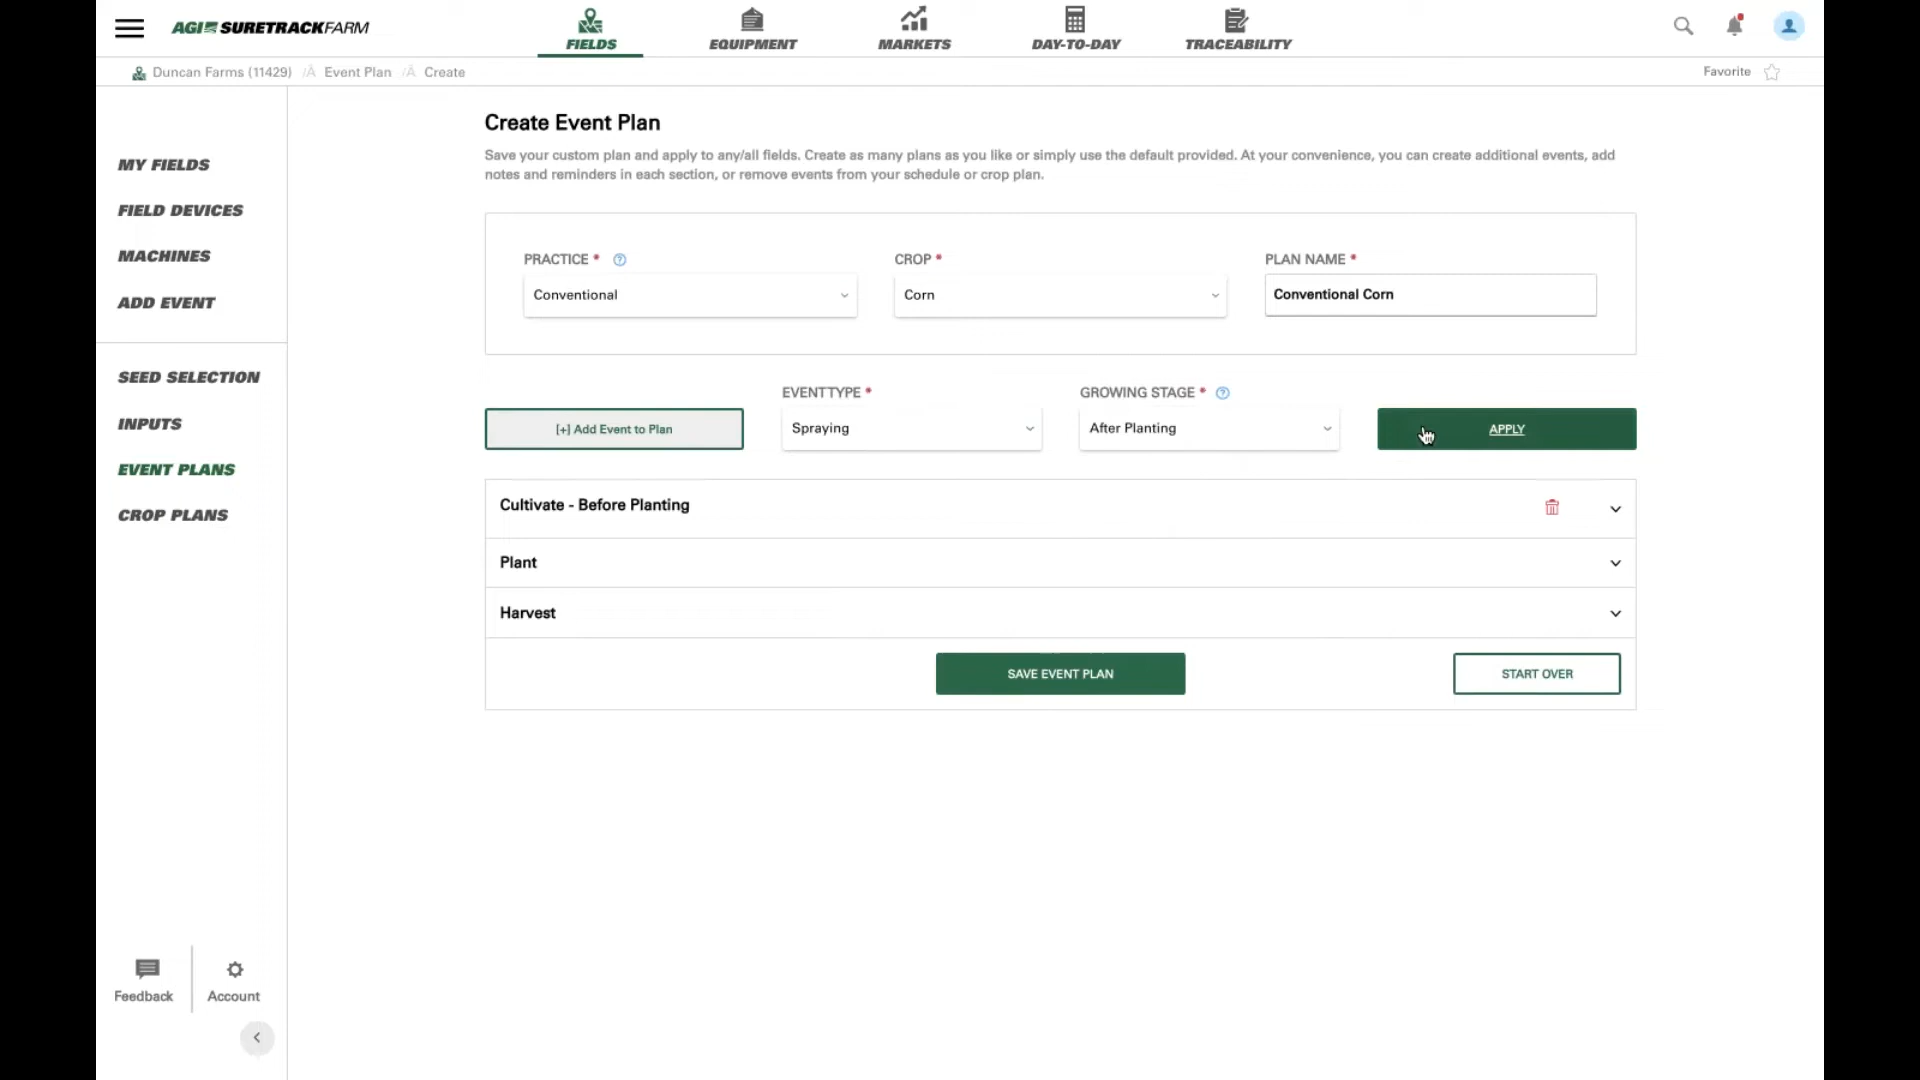 AGI SURETRACKFARM
FIELDS
EQUIPMENT
MARKETS
DAY-TO-DAY
TRACEABILITY
Duncan Farms (11429) /Â Event Plan /Â Create
Favorite
MY FIELDS
FIELD DEVICES
MACHINES
ADD EVENT
SEED SELECTION
INPUTS
EVENT PLANS
CROP PLANS
Feedback
Account
Create Event Plan
Save your custom plan and apply to any/all fields. Create as many plans as you like or simply use the default provided. At your convenience, you can create additional events, add
notes and reminders in each section, or remove events from your schedule or crop plan.
PRACTICE * ?
CROP *
PLAN NAME *
Conventional
Corn
Conventional Corn
EVENTTYPE *
GROWING STAGE * ?
[+] Add Event to Plan
Spraying
After Planting
APPLY
Cultivate - Before Planting
Plant
Harvest
SAVE EVENT PLAN
START OVER